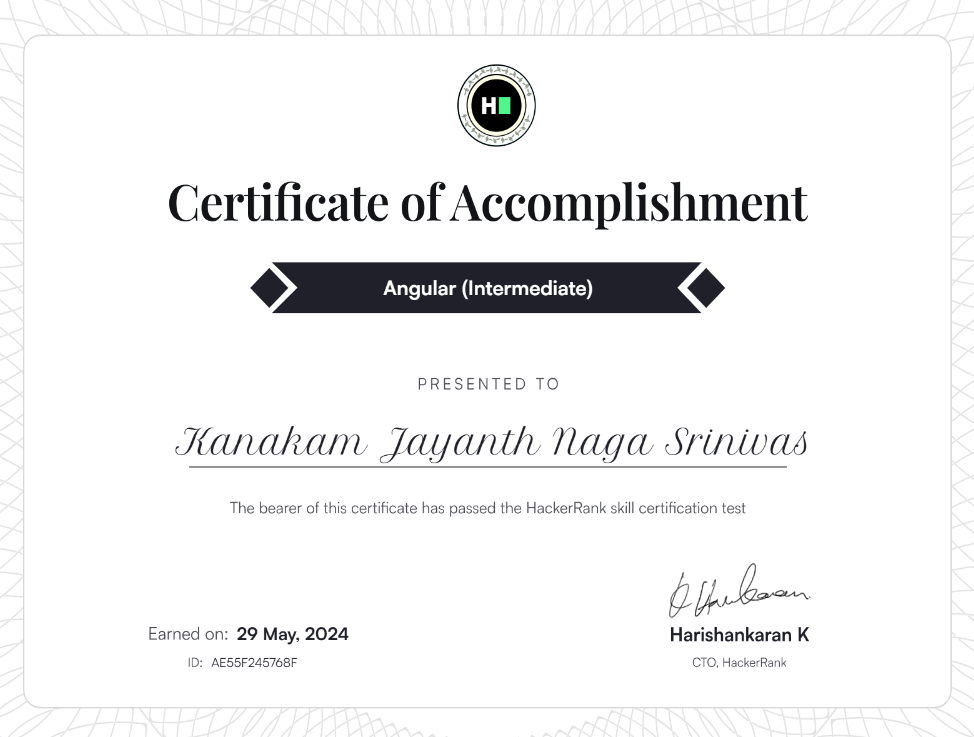 H
Certificate of Accomplishment
Angular (Intermediate)
PRESENTED TO
Kanakam Jayanth Naga Srinivas
The bearer of this certificate has passed the HackerRank skill certification test
Earned on: 29 May, 2024
ID: AE55F245768F
Harishankaran K
CTO, HackerRank